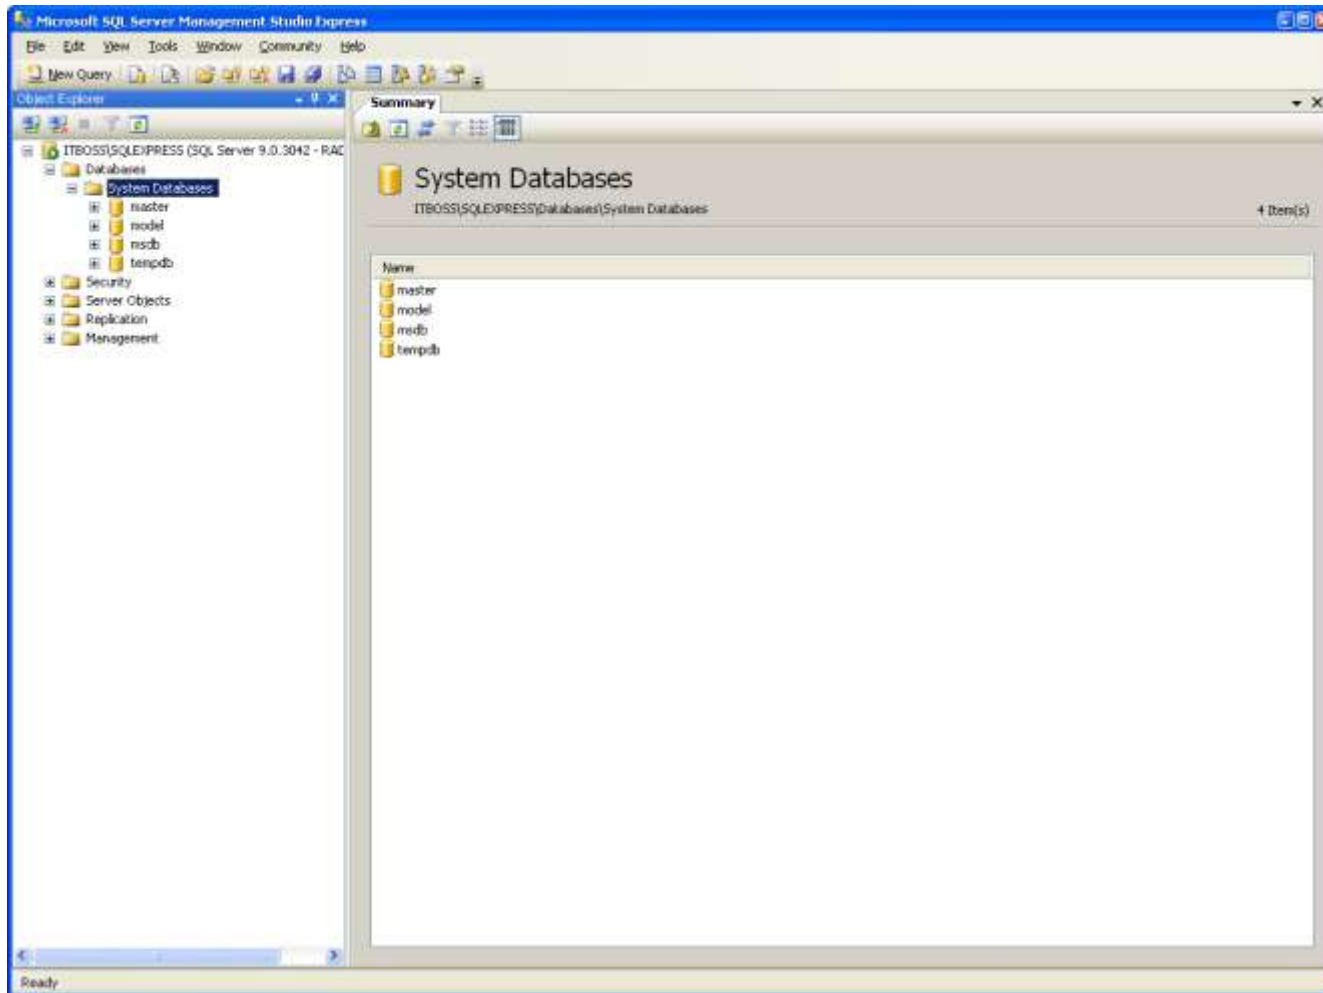 Microsoft SQL Server Management Studio Express
File Edit View Tools Window Community Help
New Query
Object Explorer
Summary
ITBOSS\SQLEXPRESS (SQL Server 9.0.3042 - RAD
Databases
System Databases
master
model
msdb
tempdb
Security
Server Objects
Replication
Management
System Databases
ITBOSS\SQLEXPRESS\Databases\System Databases
4 Item(s)
Name
master
model
msdb
tempdb
Ready